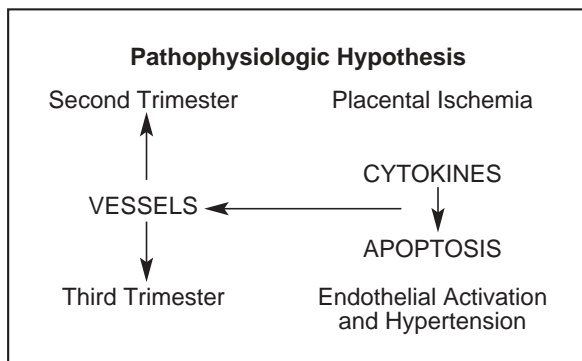 Pathophysiologic Hypothesis
Second Trimester
Placental Ischemia
CYTOKINES
VESSELS
APOPTOSIS
Third Trimester
Endothelial Activation
and Hypertension